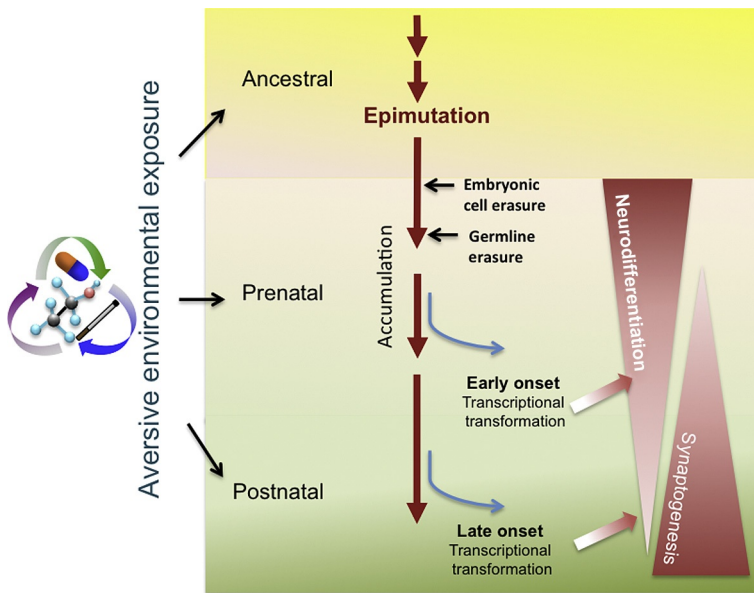 Aversive environmental exposure
Ancestral
Epimutation
Embryonic
cell erasure
Germline
erasure
Accumulation
Prenatal
Neurodifferentiation
Early onset
Transcriptional
transformation
Synaptogenesis
Postnatal
Late onset
Transcriptional
transformation